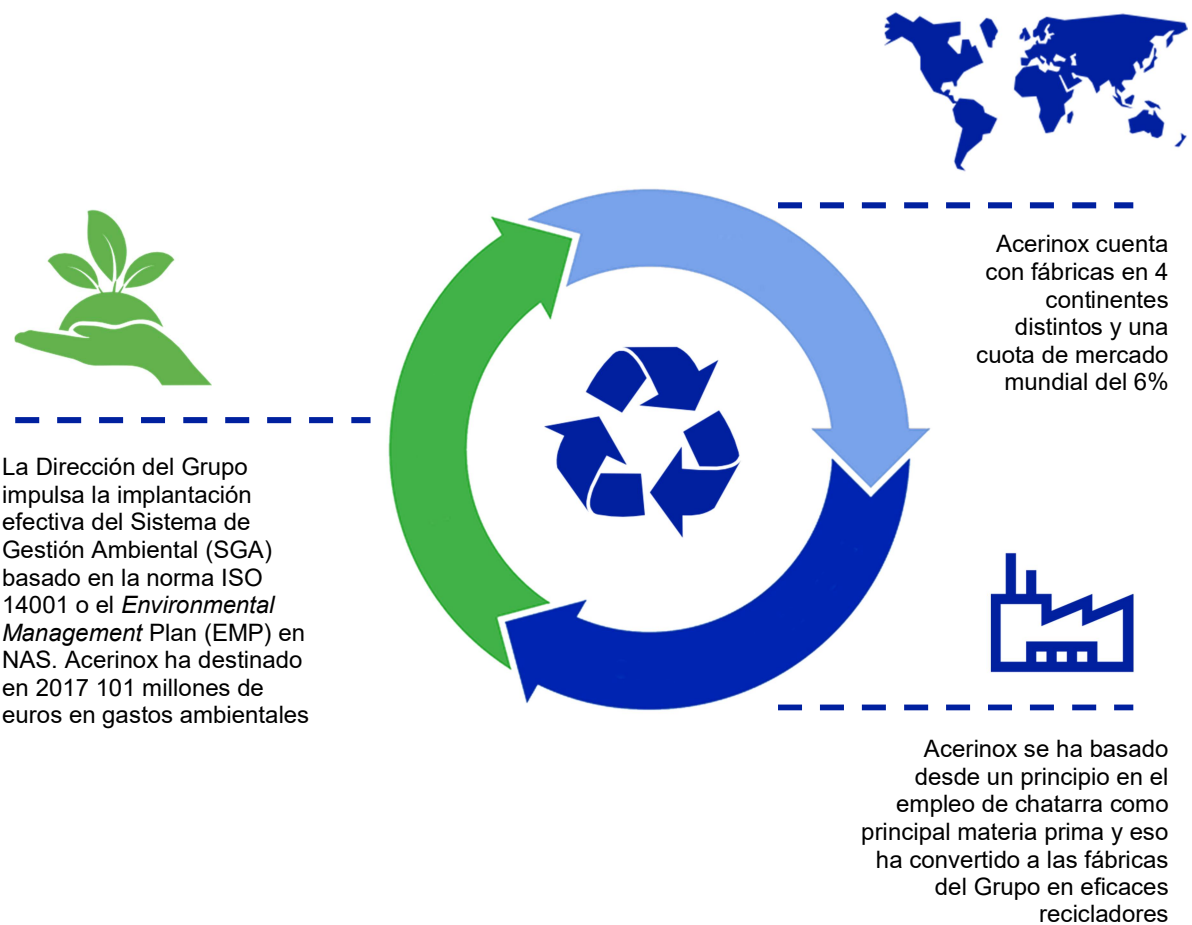 Acerinox cuenta
con fábricas en 4
continentes
distintos y una
cuota de mercado
mundial del 6%
La Dirección del Grupo
impulsa la implantación
efectiva del Sistema de
Gestión Ambiental (SGA)
basado en la norma ISO
14001 o el Environmental
Management Plan (EMP) en
NAS. Acerinox ha destinado
en 2017 101 millones de
euros en gastos ambientales
Acerinox se ha basado
desde un principio en el
empleo de chatarra como
principal materia prima y eso
ha convertido a las fábricas
del Grupo en eficaces
recicladores